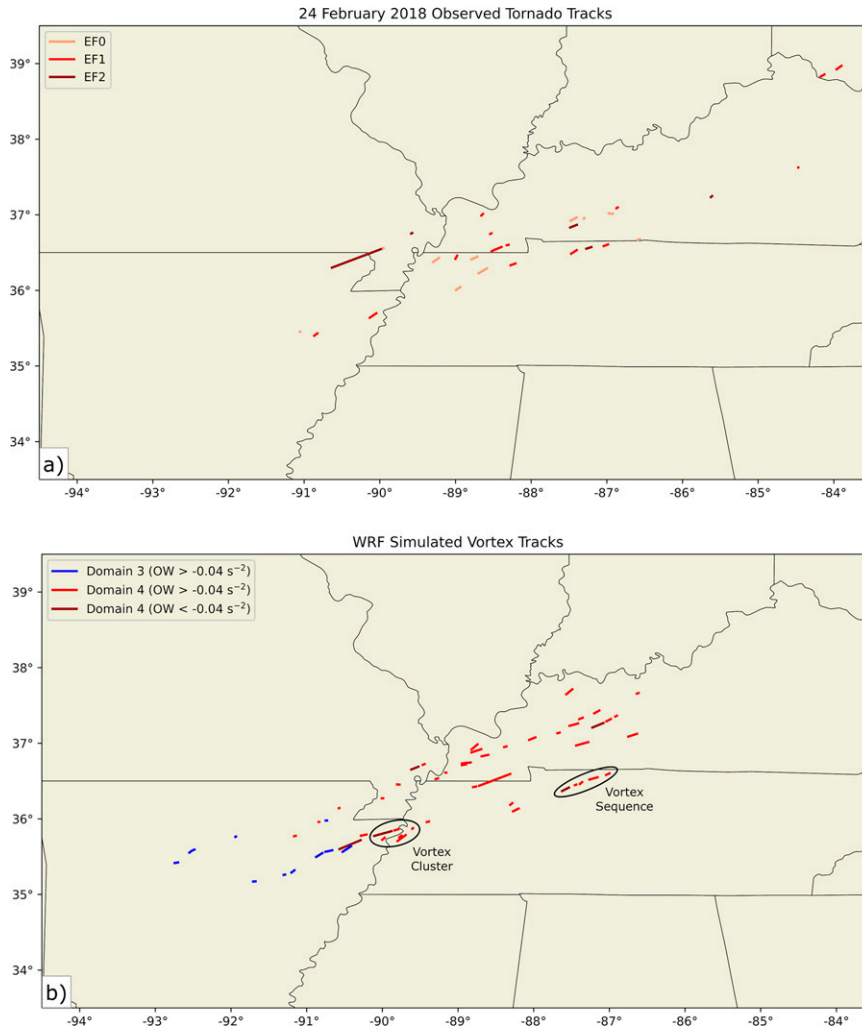 24 February 2018 Observed Tornado Tracks
EF0
EF1
EF2
39°
38°
37°
36°
35°
34°
a)
-94° -93° -92° -91° -90° -89° -88° -87° -86° -85° -84°
WRF Simulated Vortex Tracks
Domain 3 (OW > -0.04 s⁻²)
Domain 4 (OW > -0.04 s⁻²)
Domain 4 (OW < -0.04 s⁻²)
39°
38°
37°
36°
35°
34°
Vortex
Sequence
Vortex
Cluster
b)
-94° -93° -92° -91° -90° -89° -88° -87° -86° -85° -84°